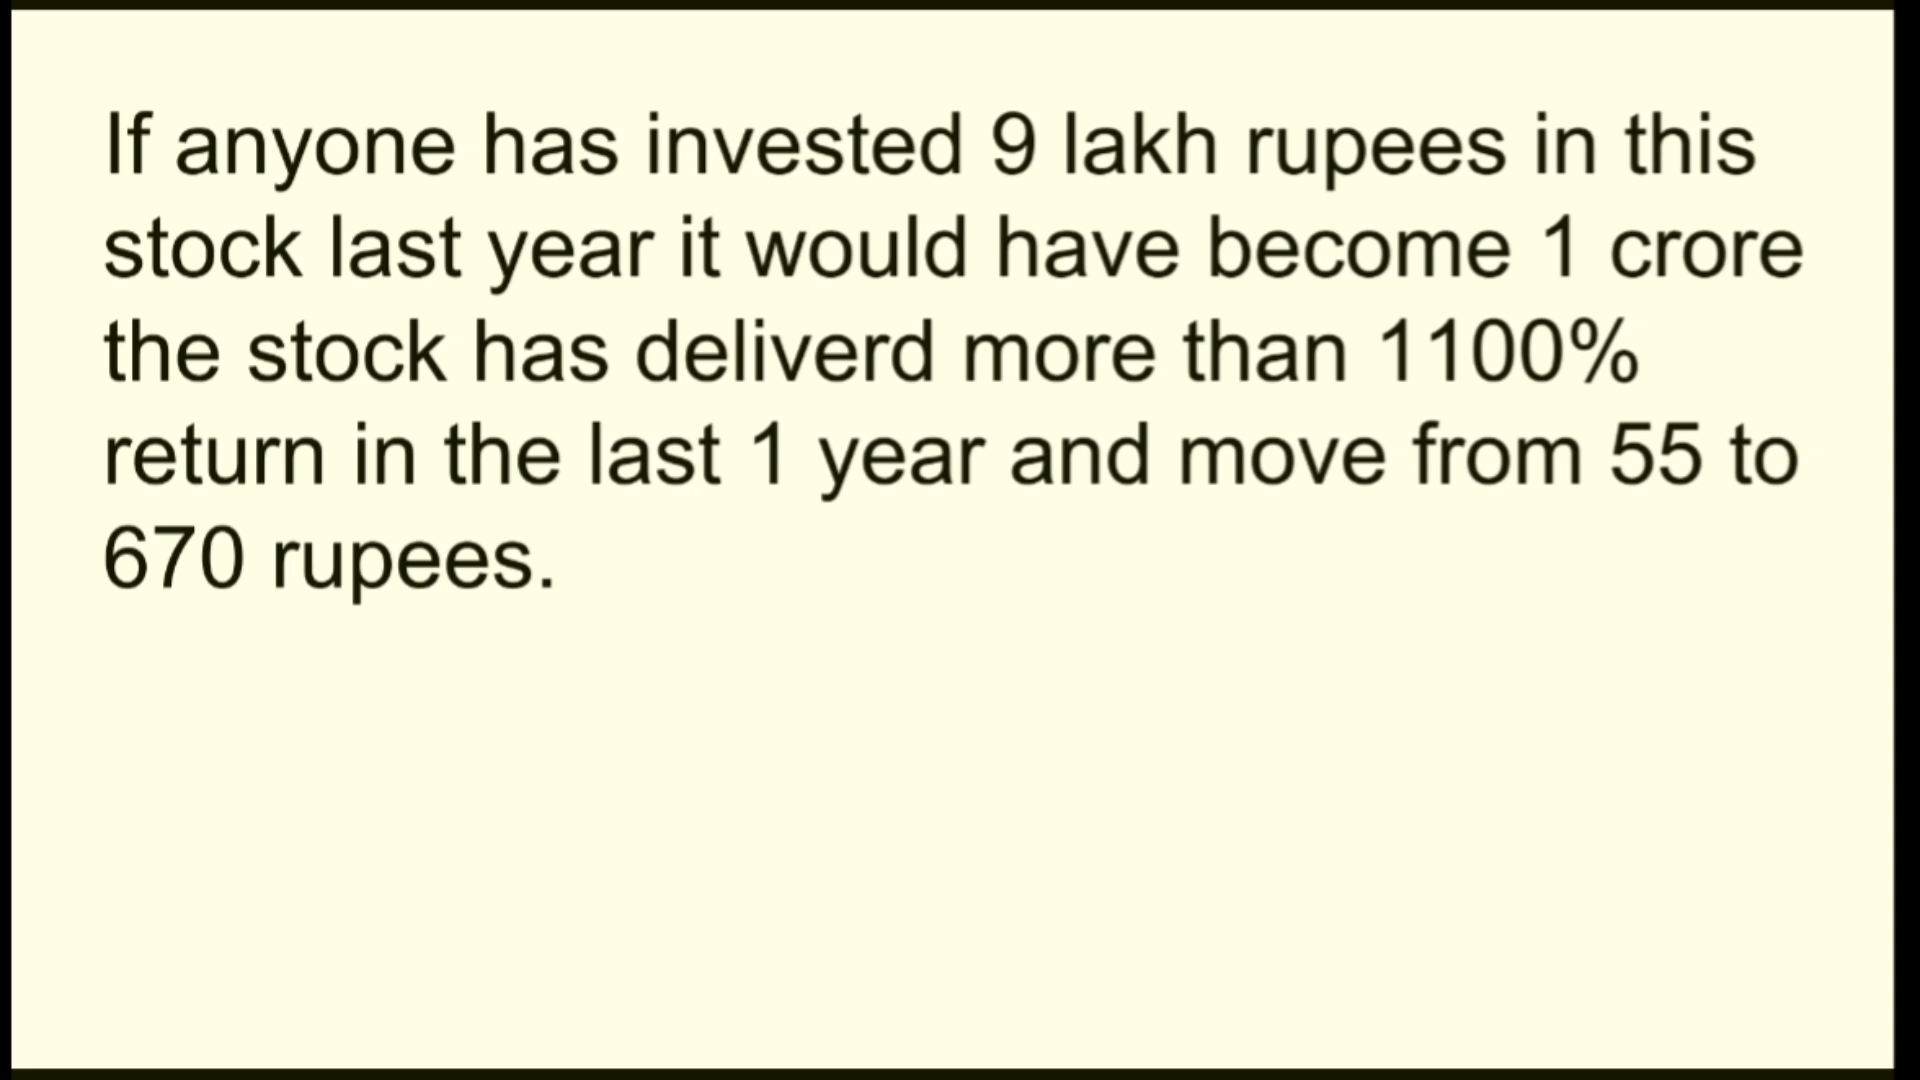 If anyone has invested 9 lakh rupees in this
stock last year it would have become 1 crore
the stock has deliverd more than 1100%
return in the last 1 year and move from 55 to
670 rupees.